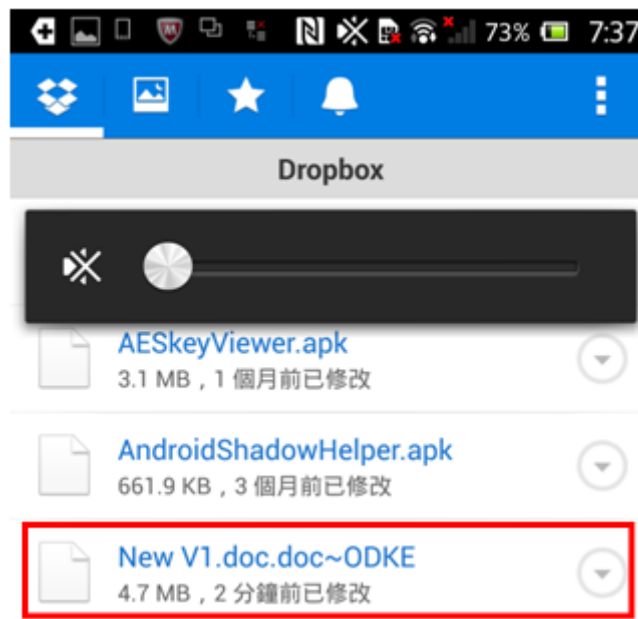 73% 7:37
Dropbox
AESkeyViewer.apk
3.1 MB，1 個月前已修改
AndroidShadowHelper.apk
661.9 KB，3 個月前已修改
New V1.doc.doc~ODKE
4.7 MB，2 分鐘前已修改